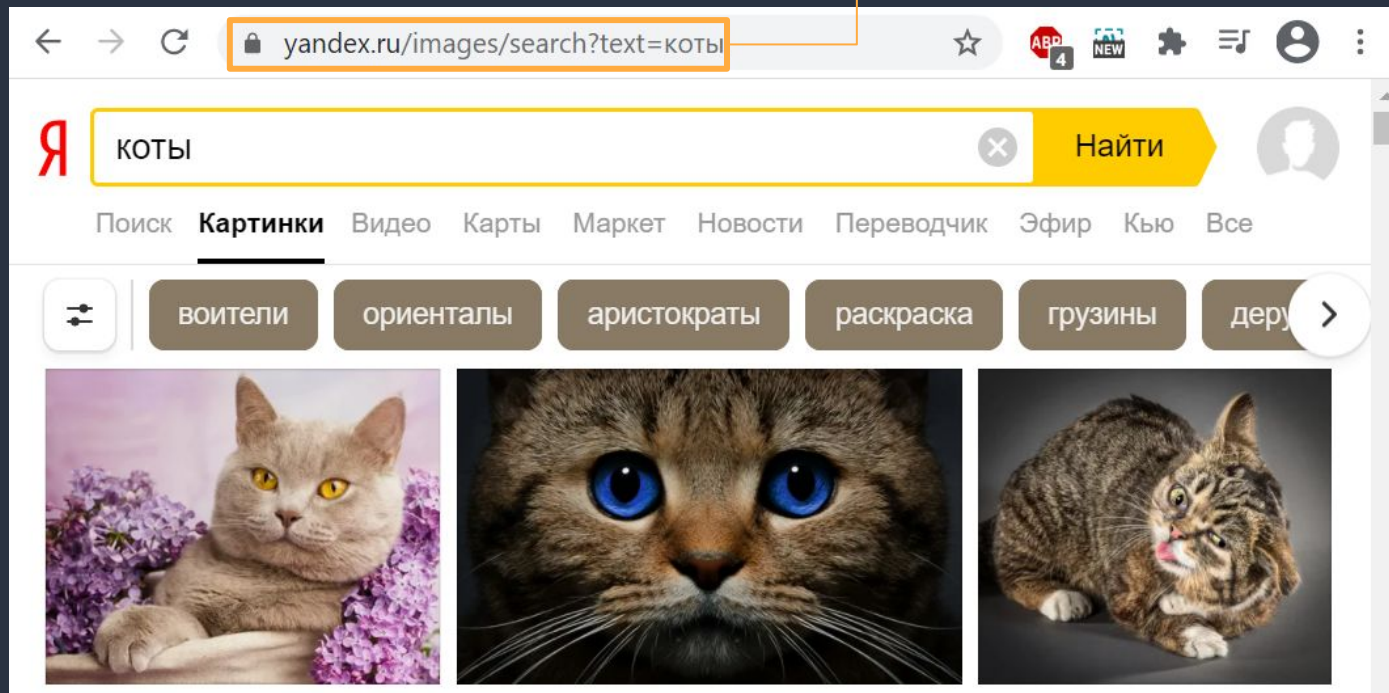 yandex.ru/images/search?text=коты
ABP
4
NEW
Я
коты
Найти
Поиск Картинки Видео Карты Маркет Новости Переводчик Эфир Кью Все
воители ориенталы аристократы раскраска грузины деру